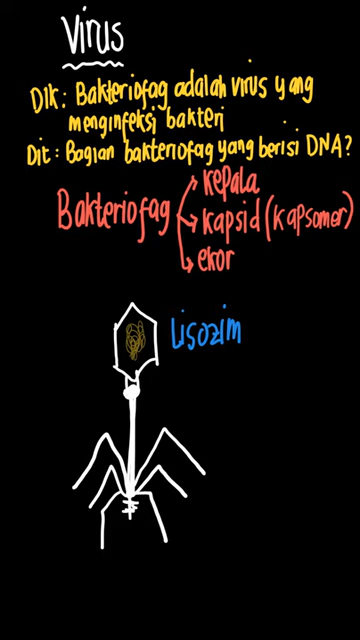 Virus
Dik : Bakteriofag adalah virus yang
menginfeksi bakteri
Dit : Bagian bakteriofag yang berisi DNA?
Kepala
Bakteriofag kapsid (kapsomer)
ekor
Lisozim